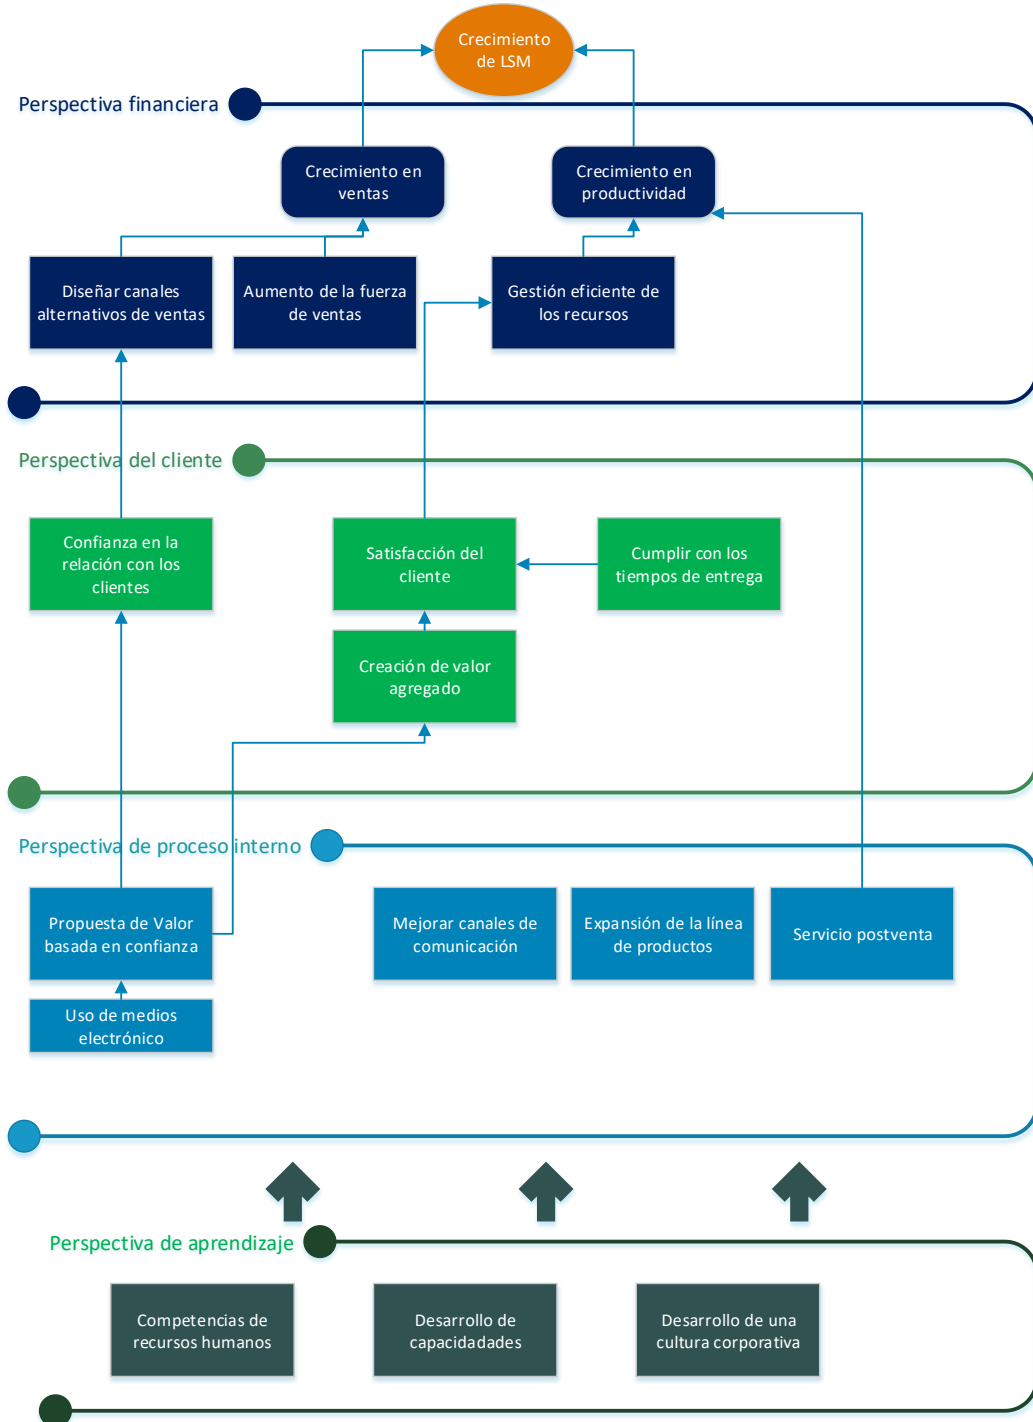 Crecimiento
de LSM
Perspectiva financiera
Crecimiento en
ventas
Crecimiento en
productividad
Diseñar canales
alternativos de ventas
Aumento de la fuerza
de ventas
Gestión eficiente de
los recursos
Perspectiva del cliente
Confianza en la
relación con los
clientes
Satisfacción del
cliente
Cumplir con los
tiempos de entrega
Creación de valor
agregado
Perspectiva de proceso interno
Propuesta de Valor
basada en confianza
Mejorar canales de
comunicación
Expansión de la línea
de productos
Servicio postventa
Uso de medios
electrónico
Perspectiva de aprendizaje
Competencias de
recursos humanos
Desarrollo de
capacidadades
Desarrollo de una
cultura corporativa